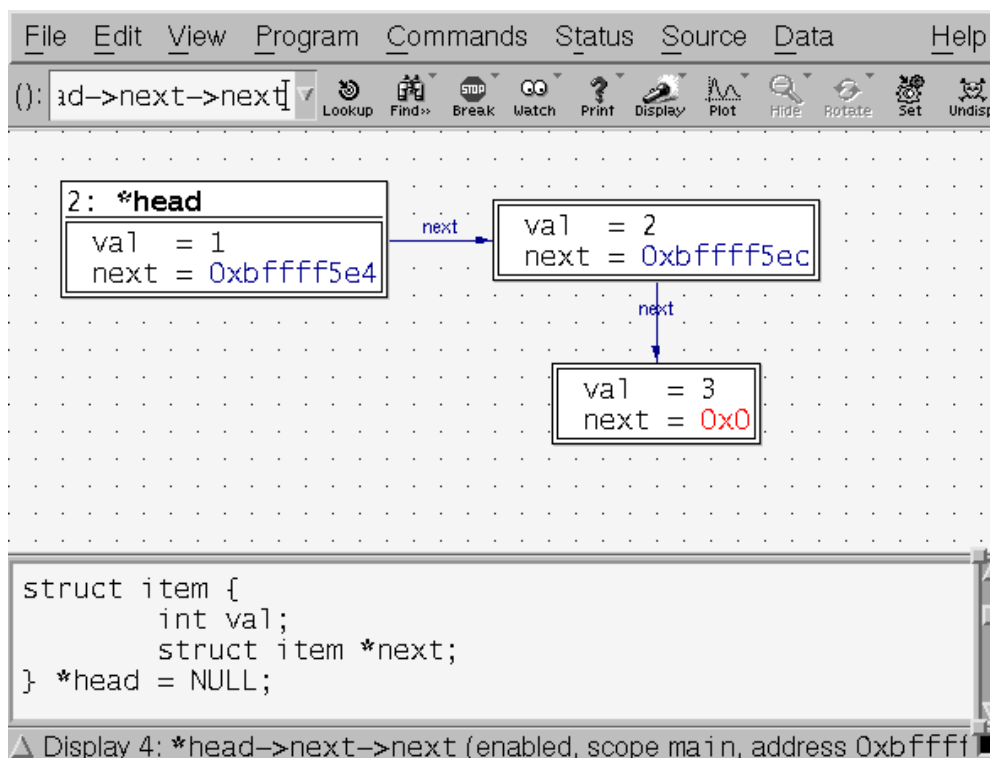 File Edit View Program Commands Status Source Data Help
(): ad->next->next
Lookup Find» Break Watch Print Display Plot Hide Rotate Set Undisp
STOP
2: *head
val = 1
next = 0xbffff5e4
next
val = 2
next = 0xbffff5ec
next
val = 3
next = 0x0
struct item {
int val;
struct item *next;
} *head = NULL;
Display 4: *head->next->next (enabled, scope main, address 0xbffff